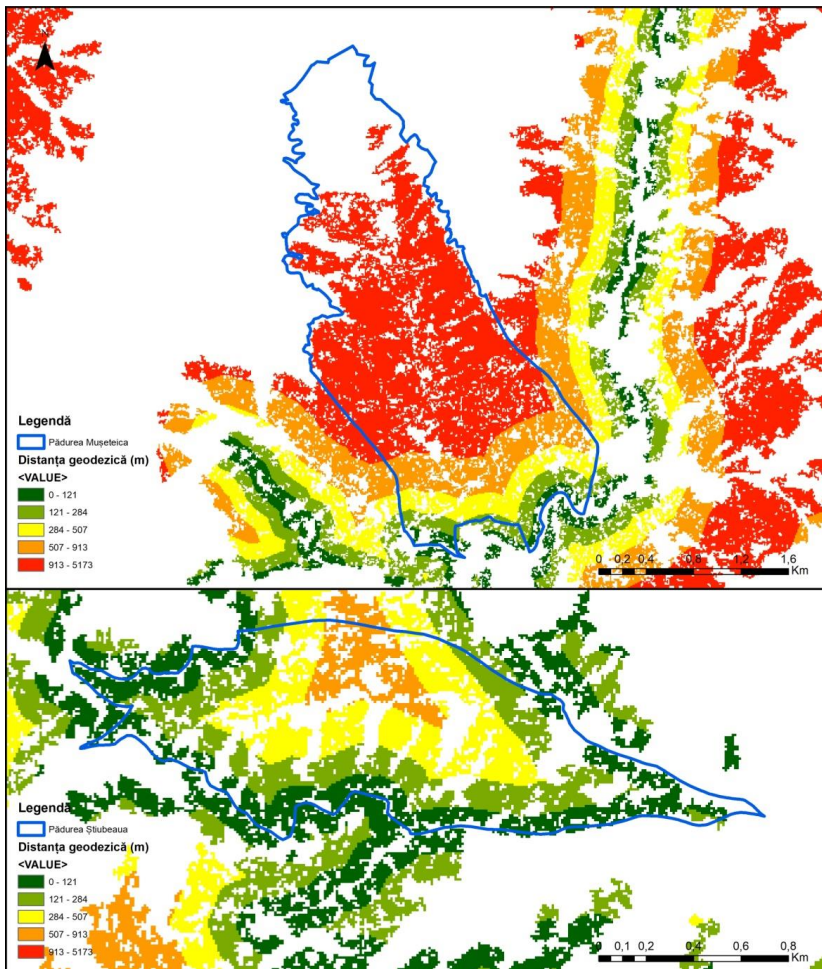 N
Legendă
Pădurea Mușeteica
Distanța geodezică (m)
<VALUE>
0 - 121
121 - 284
284 - 507
507 - 913
913 - 5173
0 0,2 0,4 0,8 1,2 1,6
Km
Legendă
Pădurea Știubeaua
Distanța geodezică (m)
<VALUE>
0 - 121
121 - 284
284 - 507
507 - 913
913 - 5173
0 0,1 0,2 0,4 0,6 0,8
Km